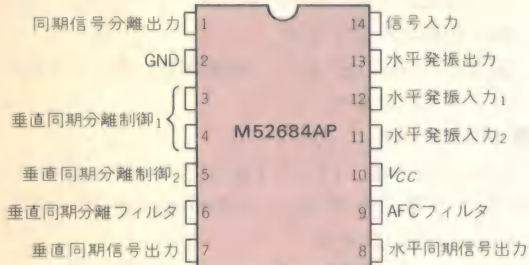 同期信号分離出力 1
GND 2
垂直同期分離制御1 3
4
垂直同期分離制御2 5
垂直同期分離フィルタ 6
垂直同期信号出力 7
M52684AP
14 信号入力
13 水平発振出力
12 水平発振入力1
11 水平発振入力2
10 VCC
9 AFCフィルタ
8 水平同期信号出力